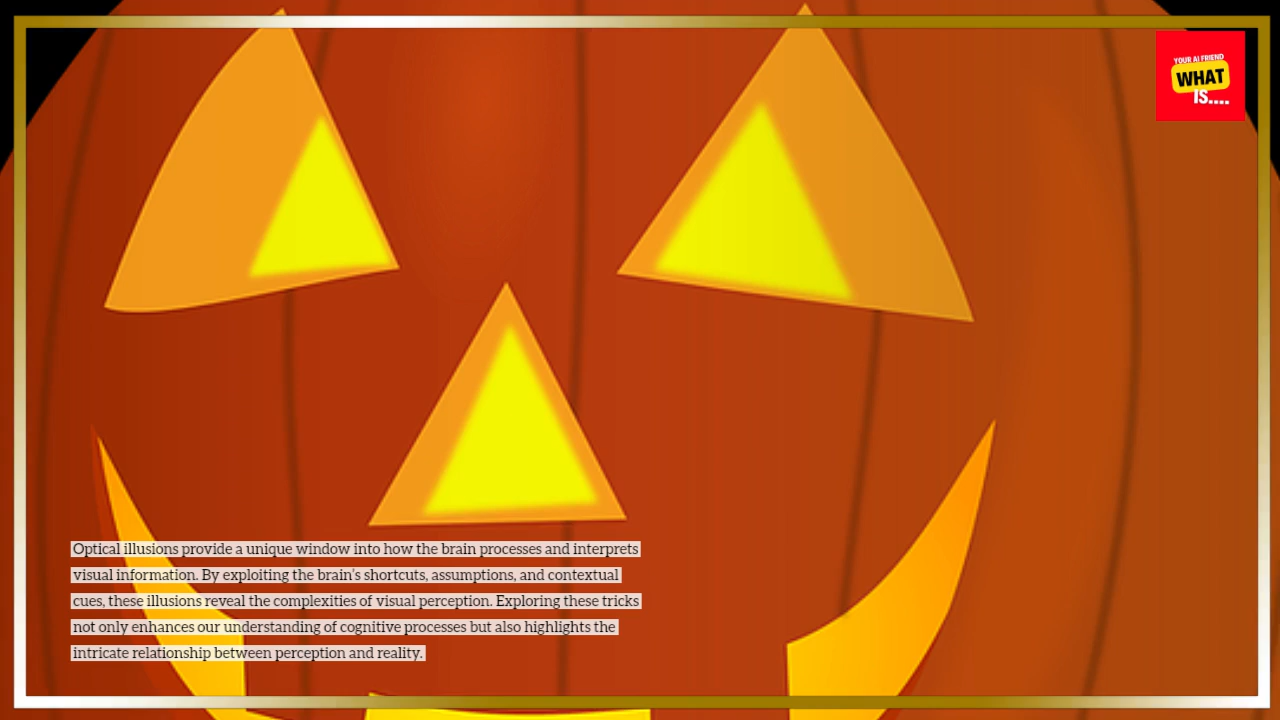 YOUR AI FRIEND
WHAT
IS....
Optical illusions provide a unique window into how the brain processes and interprets
visual information. By exploiting the brain's shortcuts, assumptions, and contextual
cues, these illusions reveal the complexities of visual perception. Exploring these tricks
not only enhances our understanding of cognitive processes but also highlights the
intricate relationship between perception and reality.